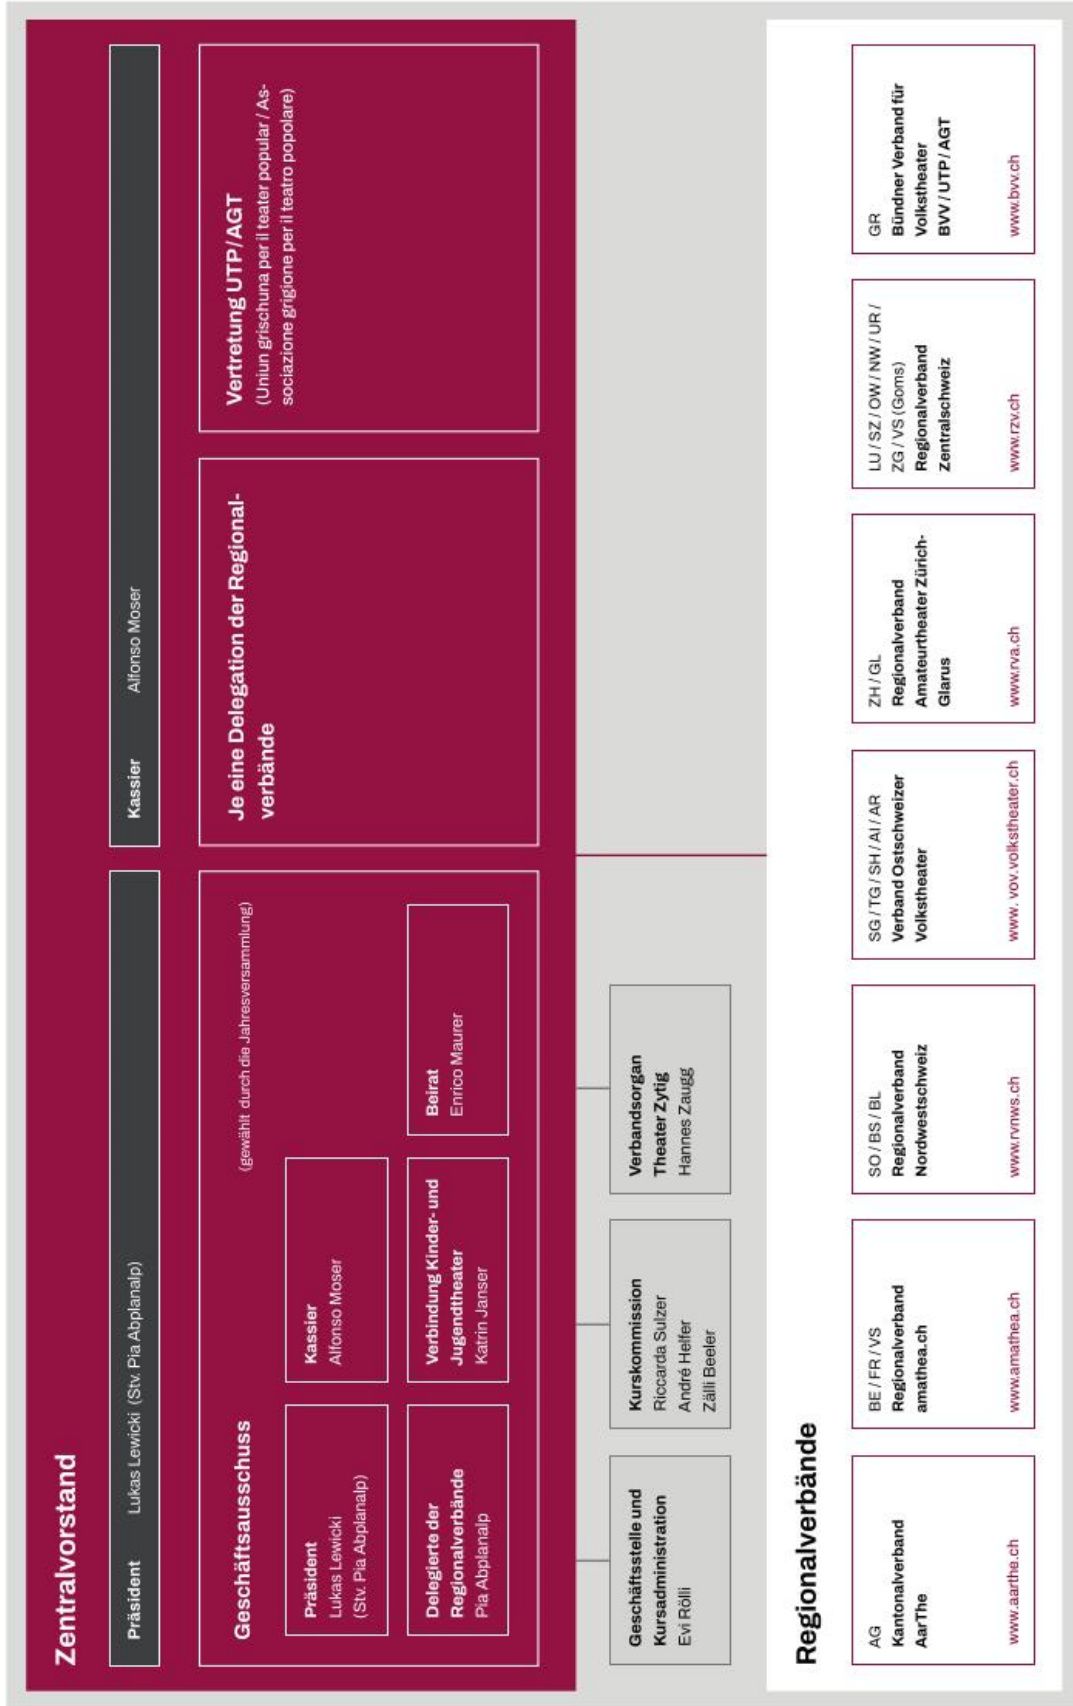 Zentralvorstand
Präsident Lukas Lewicki (Stv. Pia Abplanalp)
Kassier Alfonso Moser
Geschäftsausschuss
(gewählt durch die Jahresversammlung)
Präsident
Lukas Lewicki
(Stv. Pia Abplanalp)
Kassier
Alfonso Moser
Delegierte der
Regionalverbände
Pia Abplanalp
Verbindung Kinder- und
Jugendtheater
Katrin Janser
Beirat
Enrico Maurer
Je eine Delegation der Regional-
verbände
Vertretung UTP/AGT
(Uniun grischuna per il teater popular / As-
sociazione grigione per il teatro popolare)
Geschäftsstelle und
Kursadministration
Evi Rölli
Kurskommission
Riccarda Sulzer
André Helfer
Zälli Beeler
Verbandsorgan
Theater Zytig
Hannes Zaugg
Regionalverbände
AG
Kantonalverband
AarThe
www.aarthe.ch
BE / FR / VS
Regionalverband
amathea.ch
www.amathea.ch
SO / BS / BL
Regionalverband
Nordwestschweiz
www.rvnws.ch
SG / TG / SH / AI / AR
Verband Ostschweizer
Volkstheater
www. vov.volkstheater.ch
ZH / GL
Regionalverband
Amateurtheater Zürich-
Glarus
www.rva.ch
LU / SZ / OW / NW / UR /
ZG / VS (Goms)
Regionalverband
Zentralschweiz
www.rzv.ch
GR
Bündner Verband für
Volkstheater
BVV / UTP / AGT
www.bvv.ch